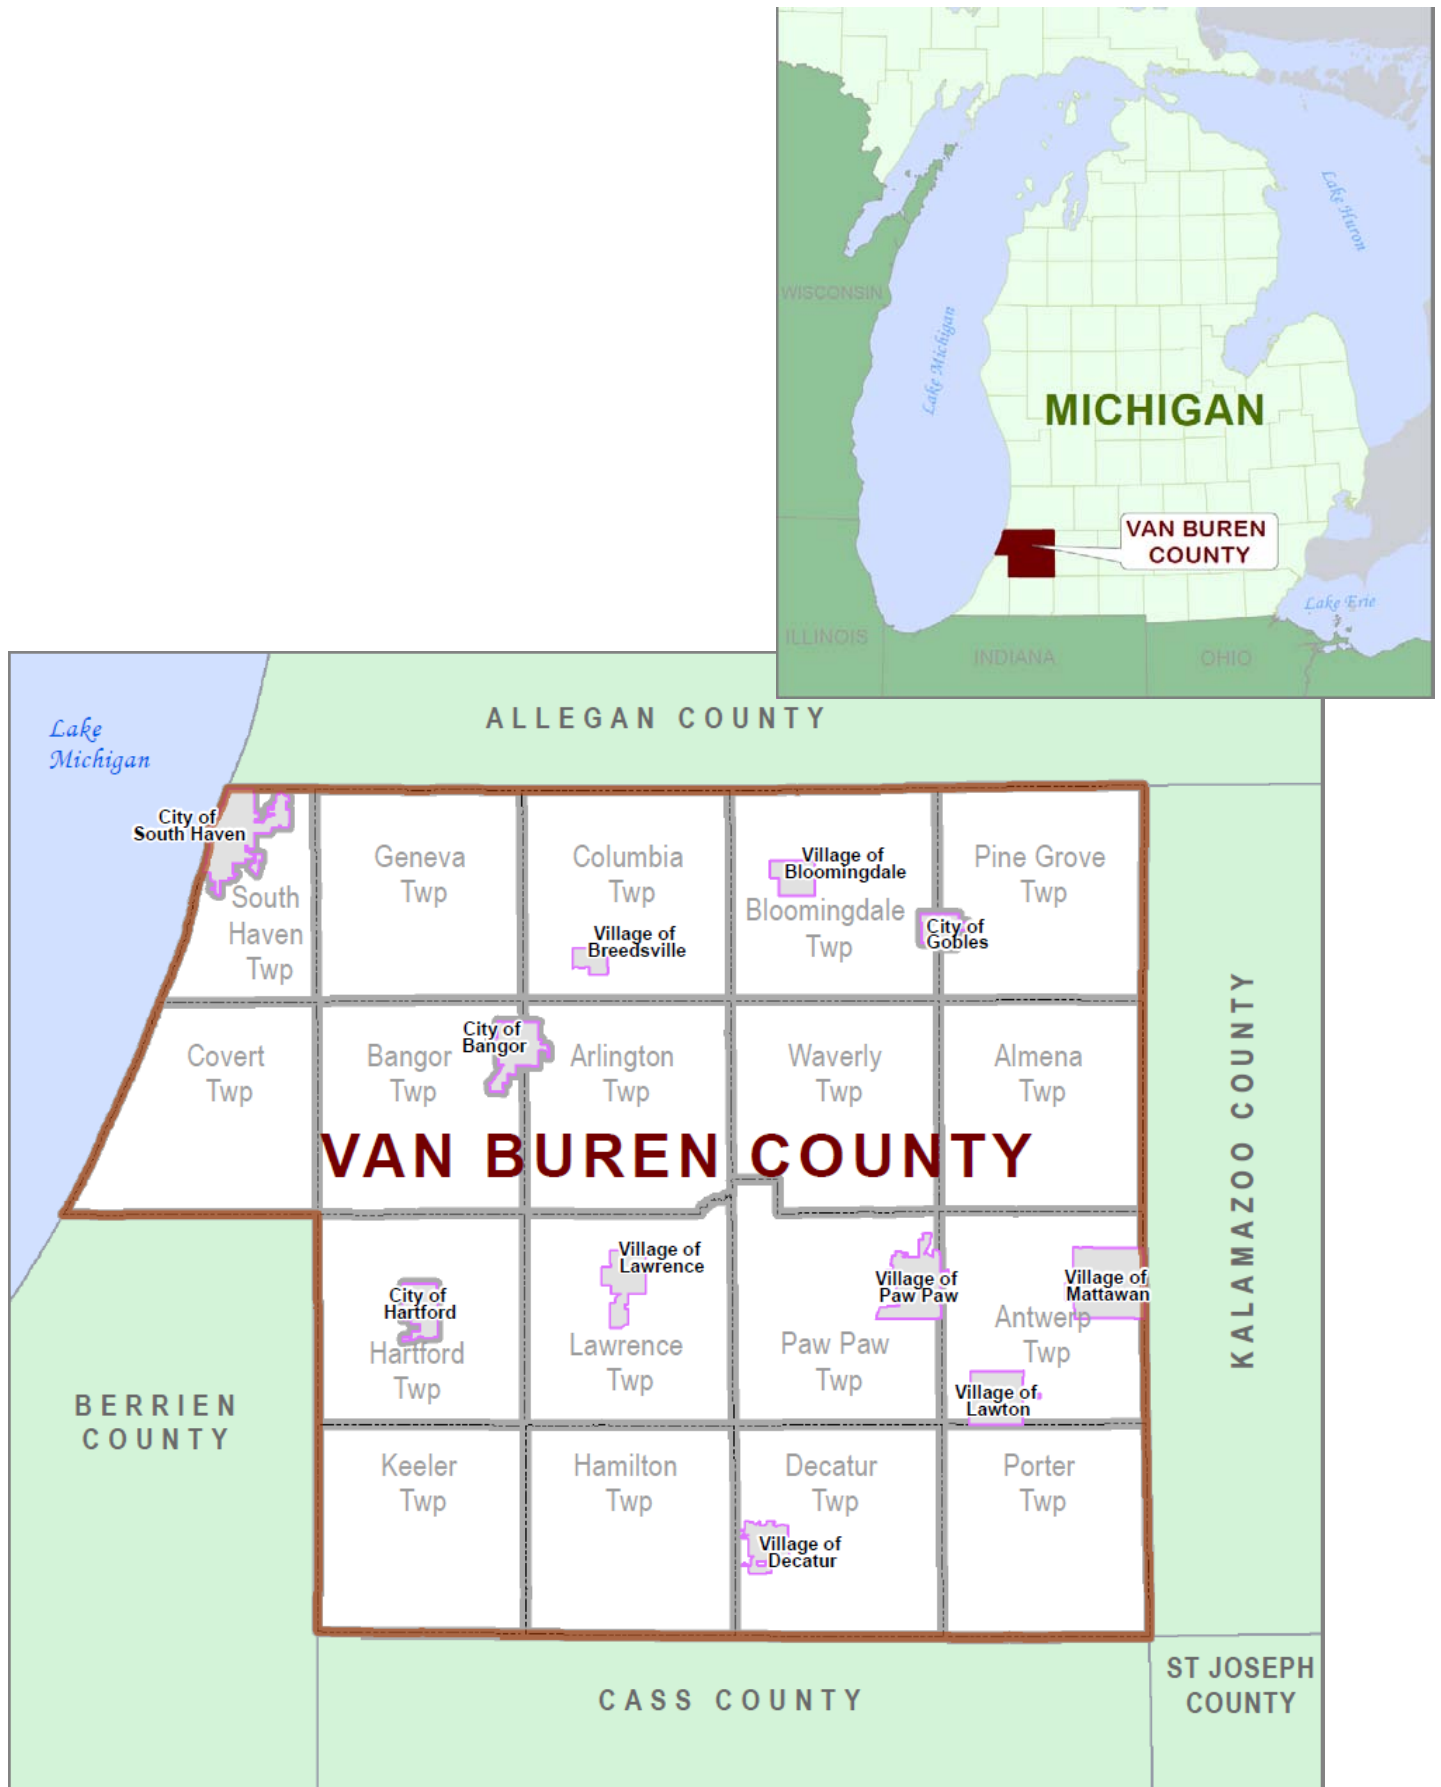 Lake Huron
WISCONSIN
Lake Michigan
MICHIGAN
VAN BUREN
COUNTY
Lake Erie
ILLINOIS
INDIANA
OHIO
Lake
Michigan
ALLEGAN COUNTY
City of
South Haven
South
Haven
Twp
Geneva
Twp
Columbia
Twp
Village of
Breedsville
Village of
Bloomingdale
Bloomingdale
Twp
Pine Grove
Twp
City of
Gobles
Covert
Twp
Bangor
Twp
City of
Bangor
Arlington
Twp
Waverly
Twp
Almena
Twp
VAN BUREN COUNTY
KALAMAZOO COUNTY
City of
Hartford
Hartford
Twp
Village of
Lawrence
Lawrence
Twp
Village of
Paw Paw
Paw Paw
Twp
Village of
Mattawan
Antwerp
Twp
Village of
Lawton
BERRIEN
COUNTY
Keeler
Twp
Hamilton
Twp
Decatur
Twp
Village of
Decatur
Porter
Twp
CASS COUNTY
ST JOSEPH
COUNTY